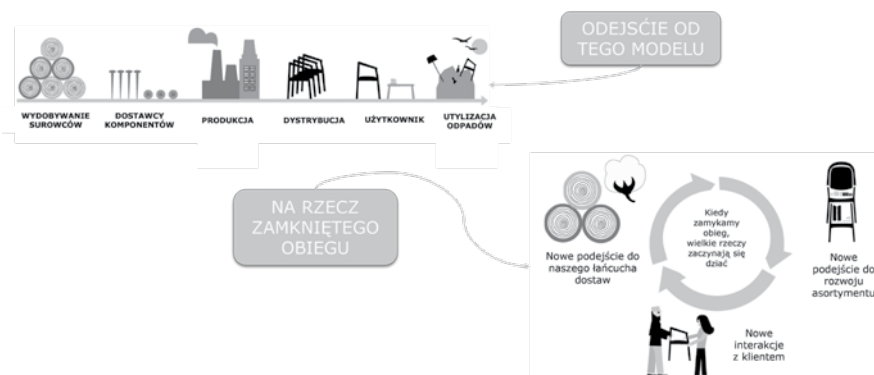 ODEJŚCIE OD
TEGO MODELU
WYDOBYWANIE
SUROWCÓW
DOSTAWCY
KOMPONENTÓW
PRODUKCJA
DYSTRYBUCJA
UŻYTKOWNIK
UTYLIZACJA
ODPADÓW
NA RZECZ
ZAMKNIĘTEGO
OBIEGU
Kiedy
zamykamy
obieg,
wielkie rzeczy
zaczynają się
dziać
Nowe podejście do
naszego łańcucha
dostaw
Nowe
podejście do
rozwoju
asortymentu
Nowe
interakcje
z klientem